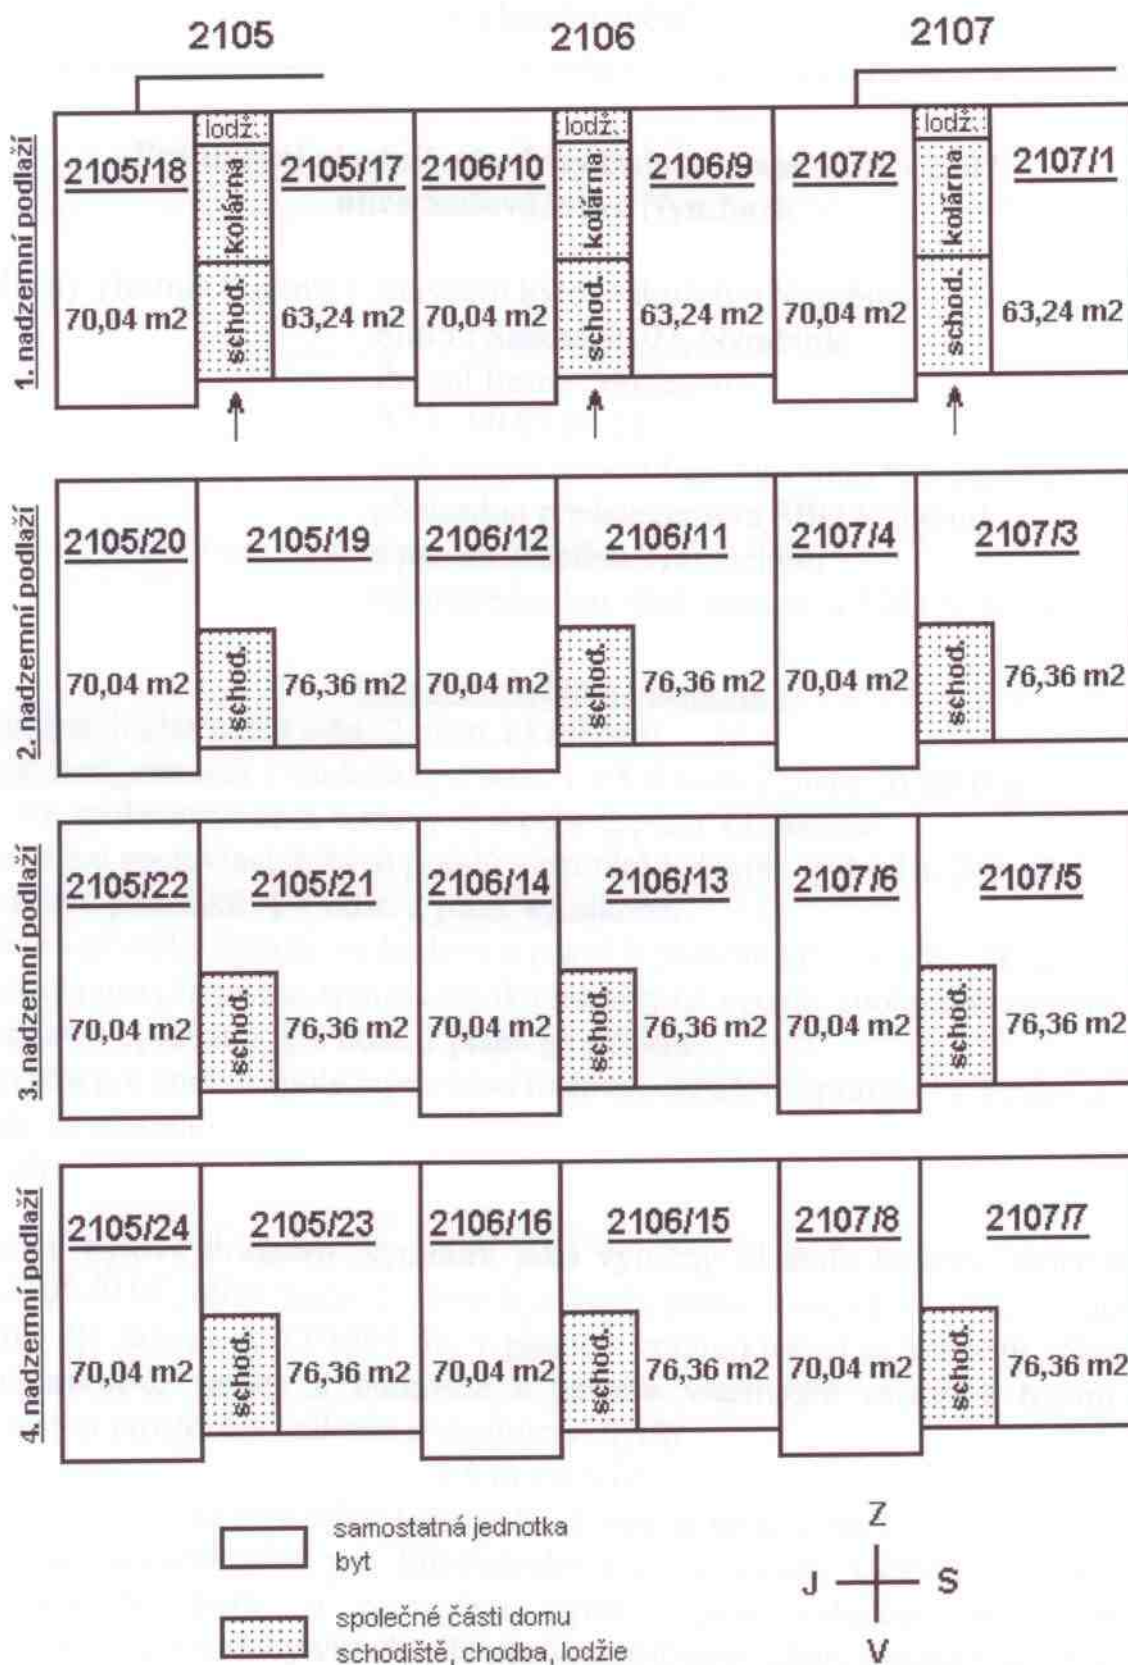 2105 2106 2107
1. nadzemní podlaží
lodž. lodž. lodž.
2105/18 kolárna 2105/17 2106/10 kolárna 2106/9 2107/2 kolárna 2107/1
70,04 m2 schod. 63,24 m2 70,04 m2 schod. 63,24 m2 70,04 m2 schod. 63,24 m2
2. nadzemní podlaží
2105/20 2105/19 2106/12 2106/11 2107/4 2107/3
70,04 m2 schod. 76,36 m2 70,04 m2 schod. 76,36 m2 70,04 m2 schod. 76,36 m2
3. nadzemní podlaží
2105/22 2105/21 2106/14 2106/13 2107/6 2107/5
70,04 m2 schod. 76,36 m2 70,04 m2 schod. 76,36 m2 70,04 m2 schod. 76,36 m2
4. nadzemní podlaží
2105/24 2105/23 2106/16 2106/15 2107/8 2107/7
70,04 m2 schod. 76,36 m2 70,04 m2 schod. 76,36 m2 70,04 m2 schod. 76,36 m2
samostatná jednotka
byt
společné části domu
schodiště, chodba, lodžie
Z
J S
V